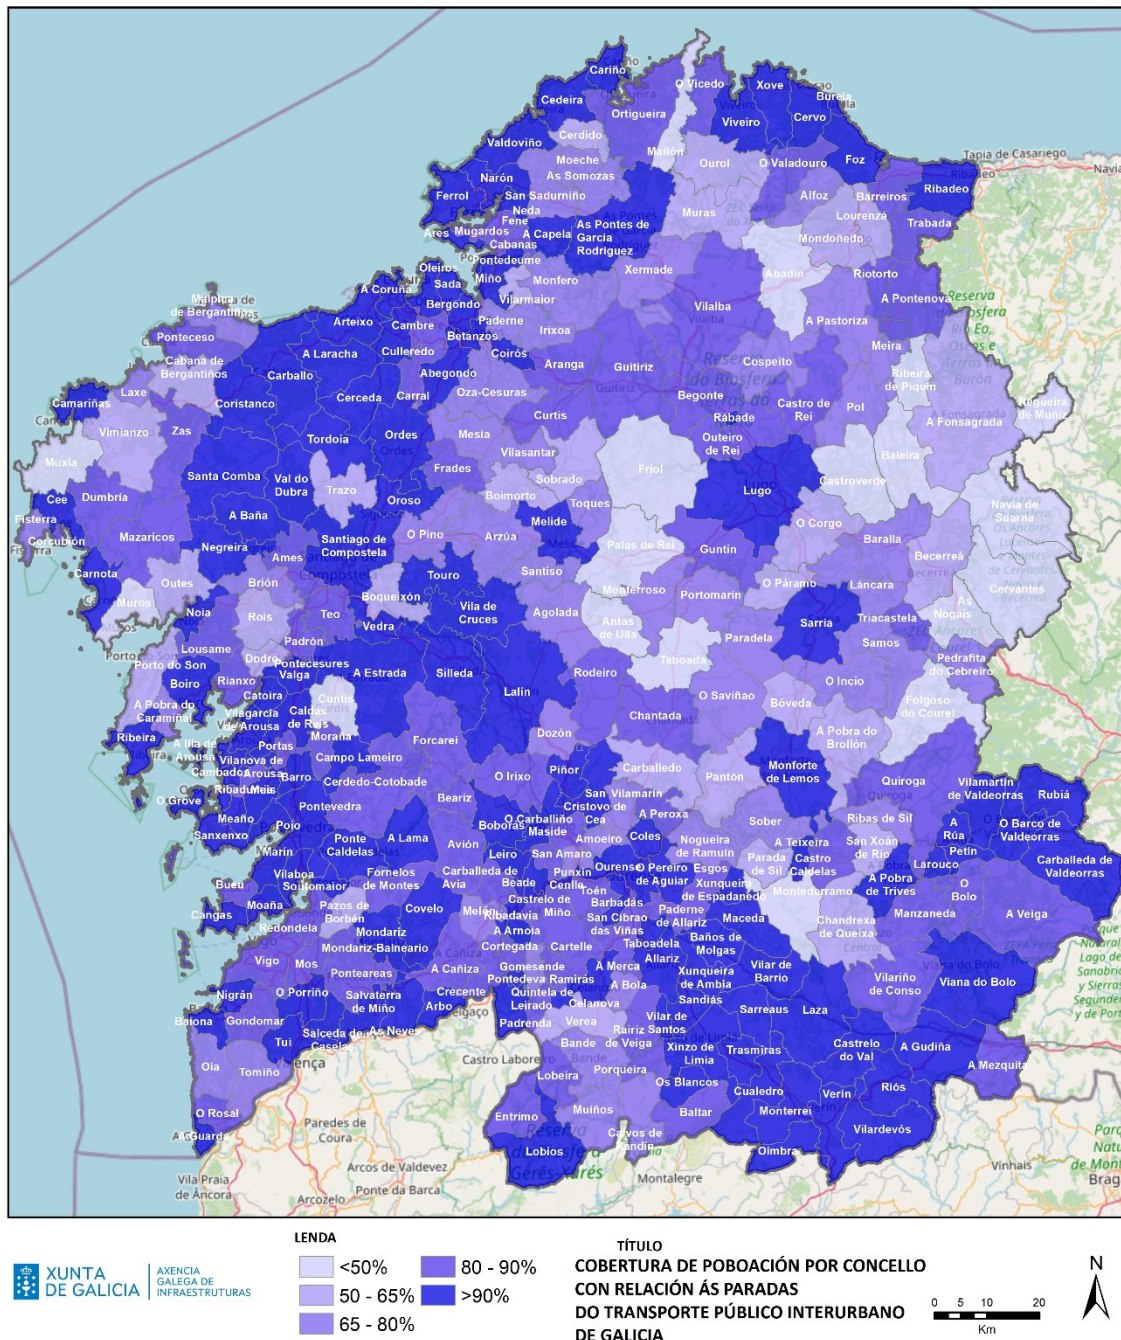 Cariño
Cedeira
Ortigueira
O Vicedo
Xove
Burela
Viveiro
Cervo
Valdoviño
Cerdido
Mañón
Moeche
As Somozas
Ourol
O Valadouro
Foz
Tapia de Casariego
Navia
Narón
Ferrol
San Sadurniño
Neda
Fene
Alfoz
Barreiros
Ribadeo
Ares
Mugardos
Cabanas
A Capela
As Pontes de
García
Rodríguez
Muras
Lourenza
Mondoñedo
Trabada
Pontedeume
Oleiros
Miño
Sada
Monfero
Xermade
Abadín
Riotorto
A Coruña
Bergondo
Vilarmaior
Vilalba
A Pontenova
Malpica
de Bergantiños
Arteixo
Cambre
Paderne
Betanzos
Irixoa
A Pastoriza
Ponteceso
A Laracha
Culleredo
Coirós
Aranga
Guitiriz
Cospeito
Meira
Cabana de
Bergantiños
Carballo
Abegondo
Ribeira
de Piquín
Negueira
de Muñiz
Camariñas
Laxe
Coristanco
Cerceda
Carral
Oza-Cesuras
Begonte
Castro de
Rei
Pol
A Fonsagrada
Vimianzo
Zas
Tordoia
Ordes
Mesía
Curtis
Rábade
Outeiro
de Rei
Baleira
Muxía
Vilasantar
Santa Comba
Val do
Dubra
Trazo
Frades
Sobrado
Friol
Lugo
Castroverde
Cee
Dumbría
Boimorto
Toques
Navia de
Suarna
Fisterra
Corcubión
A Baña
Oroso
Melide
O Corgo
Mazaricos
Santiago de
Compostela
O Pino
Arzúa
Palas de Rei
Guntín
Baralla
Becerreá
Negreira
Ames
Carnota
Outes
Brión
Touro
Santiso
Monterroso
O Páramo
Láncara
As
Nogais
Cervantes
Muros
Noia
Rois
Teo
Boqueixón
Vila de
Cruces
Agolada
Portomarín
Antas
de Ulla
Sarria
Triacastela
Vedra
Paradela
Samos
Porto do Son
Lousame
Padrón
Dodro
Pontecesures
Valga
A Estrada
Silleda
Rodeiro
Taboada
Pedrafita
do Cebreiro
Boiro
Rianxo
Catoira
Lalín
O Saviñao
O Incio
A Pobra do
Caramiñal
Vilagarcía
de Arousa
Caldas
de Reis
Cuntis
Moraña
Chantada
Bóveda
Folgoso
do Courel
Ribeira
A Illa de
Arousa
Portas
Forcarei
Dozón
A Pobra do
Brollón
Vilanova de
Arousa
Cambados
Barro
Campo Lameiro
Cerdedo-Cotobade
O Irixo
Piñor
Carballedo
Pantón
Monforte
de Lemos
Quiroga
Vilamartín
de Valdeorras
Rubiá
O Grove
Ribadumia
Meis
Pontevedra
Beariz
San
Cristovo de
Cea
Vilamarín
Meaño
Sanxenxo
Poio
A Lama
O Carballiño
Boborás
Maside
A Peroxa
Sober
Ribas de Sil
A
Rúa
O Barco de
Valdeorras
Marín
Ponte
Caldelas
Avión
Leiro
Amoeiro
San Amaro
Coles
Nogueira
de Ramuín
A Teixeira
San Xoán
de Río
Petín
Larouco
Carballeda de
Valdeorras
Vilaboa
Soutomaior
Fornelos
de Montes
Carballeda de
Avia
Punxín
Ourense
O Pereiro
de Aguiar
Esgos
Parada
de Sil
Castro
Caldelas
A Pobra
de Trives
O
Bolo
Bueu
Moaña
Beade
Cenlle
Toén
Barbadás
Xunqueira
de Espadanedo
Montederramo
Manzaneda
A Veiga
Cangas
Redondela
Pazos de
Borbén
Covelo
Melón
Ribadavia
Castrelo de
Miño
San Cibrao
das Viñas
Paderne
de Allariz
Maceda
Chandrexa
de Queixa
Mondariz
Mondariz-Balneario
A Arnoia
Cortegada
Cartelle
Taboadela
Baños de
Molgas
Vigo
Mos
Ponteareas
A Cañiza
Gomesende
Pontedeva
Ramirás
A Merca
Allariz
Xunqueira
de Ambía
Vilar de
Barrio
Vilariño
de Conso
Viana do Bolo
Nigrán
O Porriño
Salvaterra
de Miño
Crecente
Arbo
Quintela de
Leirado
Celanova
A Bola
Sandiás
Sarreaus
Laza
Baiona
Gondomar
Tui
Salceda de
Caselas
As Neves
Padrenda
Verea
Vilar de
Santos
Rairiz
de Veiga
Castrelo
do Val
A Gudiña
Oia
Tomiño
Castro Laboreiro
Bande
Xinzo de
Limia
Trasmiras
A Mezquita
Lobeira
Porqueira
Os Blancos
Cualedro
Verín
Riós
O Rosal
Paredes de
Coura
Entrimo
Muíños
Baltar
Monterrei
Vilardevós
A Guarda
Calvos de
Randín
Lobios
Oímbra
Vila Praia
de Âncora
Arcos de Valdevez
Arcozelo
Ponte da Barca
Montalegre
Vinhais
XUNTA
DE GALICIA
AXENCIA
GALEGA DE
INFRAESTRUTURAS
LENDA
<50%
50 - 65%
65 - 80%
80 - 90%
>90%
TÍTULO
COBERTURA DE POBOACIÓN POR CONCELLO
CON RELACIÓN ÁS PARADAS
DO TRANSPORTE PÚBLICO INTERURBANO
DE GALICIA
0 5 10 20
Km
N